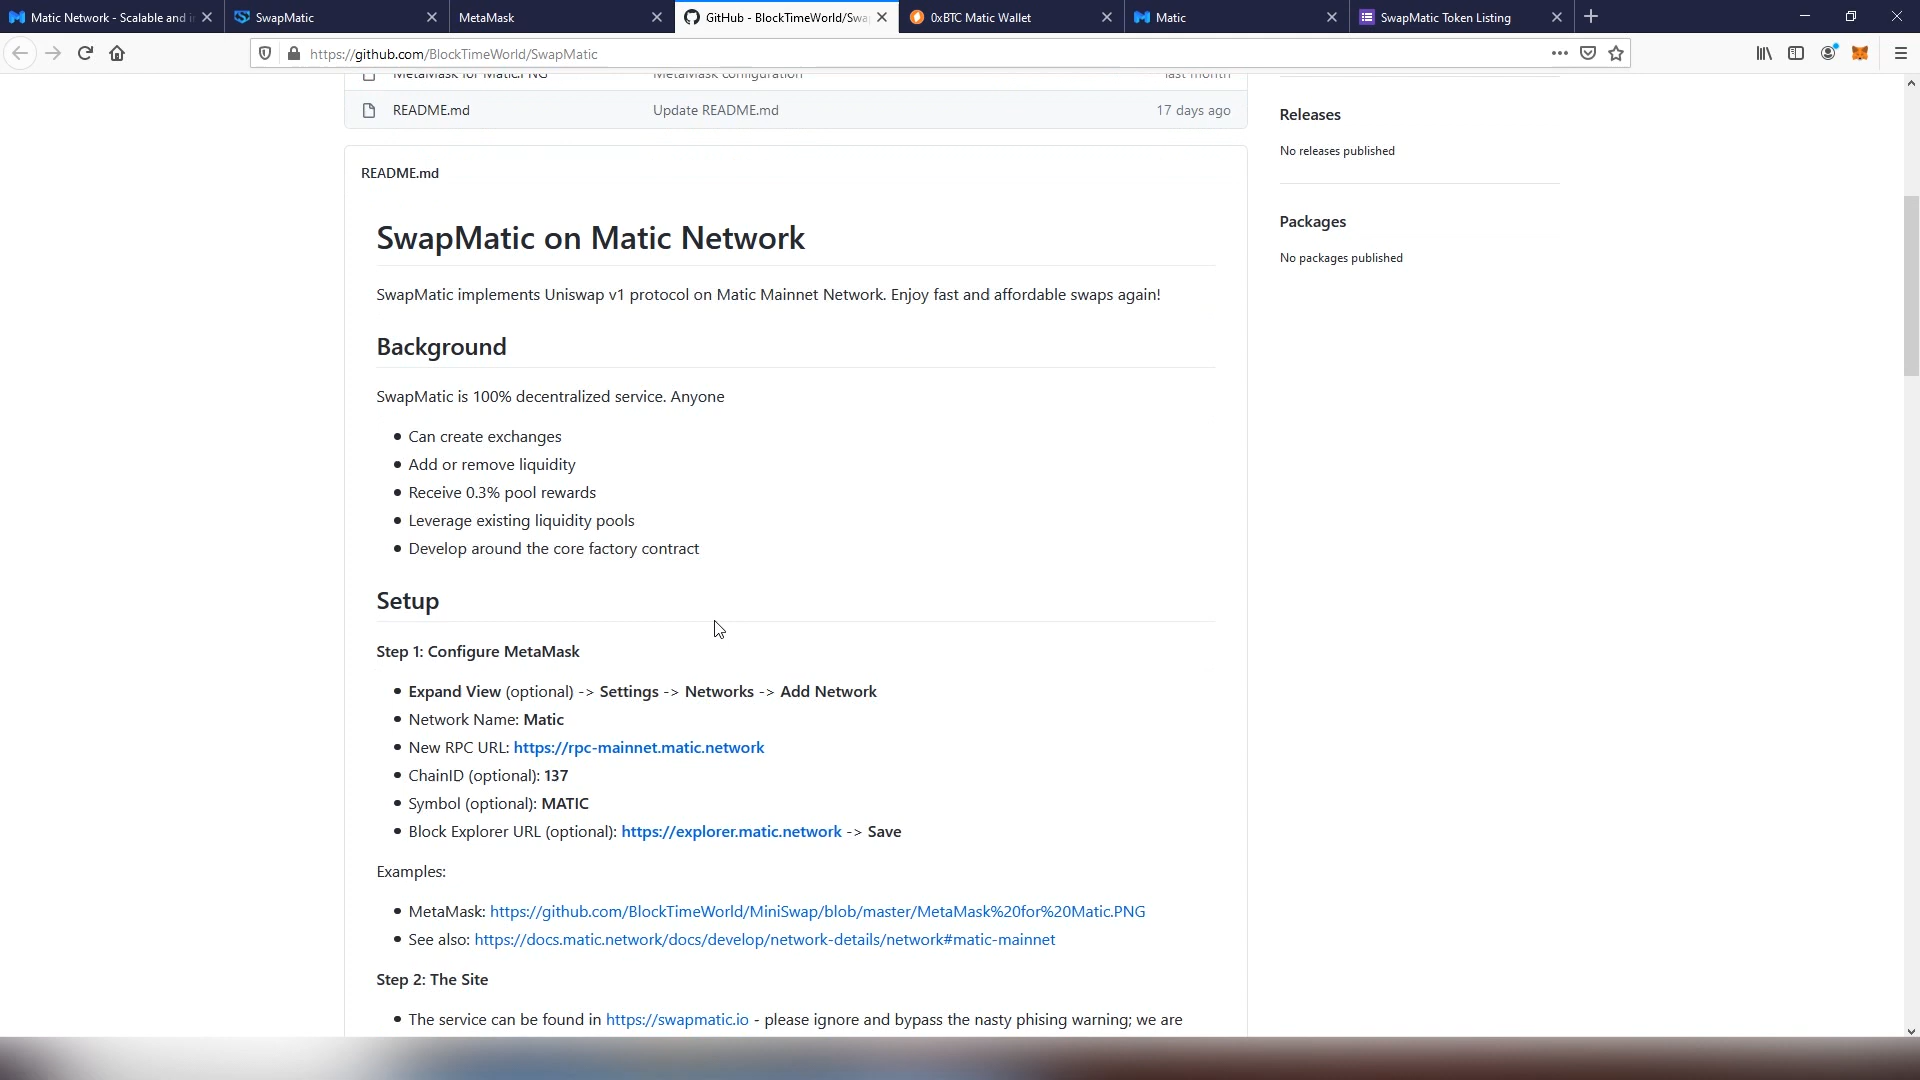 Matic Network - Scalable and i
SwapMatic
MetaMask
GitHub - BlockTimeWorld/Swa
0xBTC Matic Wallet
Matic
SwapMatic Token Listing
https://github.com/BlockTimeWorld/SwapMatic
MetaMask for Matic.PNG MetaMask configuration last month
README.md Update README.md 17 days ago
Releases
No releases published
Packages
No packages published
README.md
SwapMatic on Matic Network
SwapMatic implements Uniswap v1 protocol on Matic Mainnet Network. Enjoy fast and affordable swaps again!
Background
SwapMatic is 100% decentralized service. Anyone
Can create exchanges
Add or remove liquidity
Receive 0.3% pool rewards
Leverage existing liquidity pools
Develop around the core factory contract
Setup
Step 1: Configure MetaMask
Expand View (optional) -> Settings -> Networks -> Add Network
Network Name: Matic
New RPC URL: https://rpc-mainnet.matic.network
ChainID (optional): 137
Symbol (optional): MATIC
Block Explorer URL (optional): https://explorer.matic.network -> Save
Examples:
MetaMask: https://github.com/BlockTimeWorld/MiniSwap/blob/master/MetaMask%20for%20Matic.PNG
See also: https://docs.matic.network/docs/develop/network-details/network#matic-mainnet
Step 2: The Site
The service can be found in https://swapmatic.io - please ignore and bypass the nasty phising warning; we are